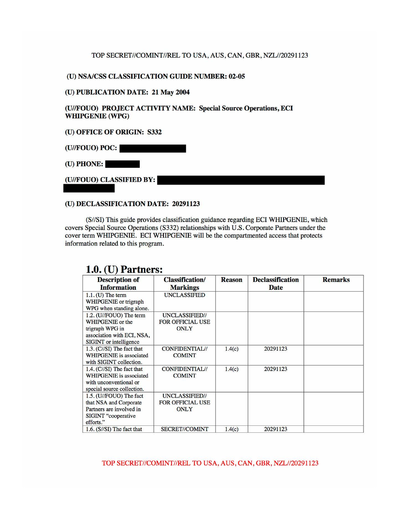 TOP SECRET//COMINT//REL TO USA, AUS, CAN, GBR, NZL//20291123
(U) NSA/CSS CLASSIFICATION GUIDE NUMBER: 02-05
(U) PUBLICATION DATE: 21 May 2004
(U//FOUO) PROJECT ACTIVITY NAME: Special Source Operations, ECI
WHIPGENIE (WPG)
(U) OFFICE OF ORIGIN: S332
(U//FOUO) POC:
(U) PHONE:
(U//FOUO) CLASSIFIED BY:
(U) DECLASSIFICATION DATE: 20291123
(S//SI) This guide provides classification guidance regarding ECI WHIPGENIE, which
covers Special Source Operations (S332) relationships with U.S. Corporate Partners under the
cover term WHIPGENIE. ECI WHIPGENIE will be the compartmented access that protects
information related to this program.
1.0. (U) Partners:
Description of Information | Classification/ Markings | Reason | Declassification Date | Remarks
1.1. (U) The term
WHIPGENIE or trigraph
WPG when standing alone.
UNCLASSIFIED
1.2. (U//FOUO) The term
WHIPGENIE or the
trigraph WPG in
association with ECI, NSA,
SIGINT or intelligence
UNCLASSIFIED//
FOR OFFICIAL USE
ONLY
1.3. (C//SI) The fact that
WHIPGENIE is associated
with SIGINT collection.
CONFIDENTIAL//
COMINT
1.4(c)
20291123
1.4. (C//SI) The fact that
WHIPGENIE is associated
with unconventional or
special source collection.
CONFIDENTIAL//
COMINT
1.4(c)
20291123
1.5. (U//FOUO) The fact
that NSA and Corporate
Partners are involved in
SIGINT "cooperative
efforts."
UNCLASSIFIED//
FOR OFFICIAL USE
ONLY
1.6. (S//SI) The fact that
SECRET//COMINT
1.4(c)
20291123
TOP SECRET//COMINT//REL TO USA, AUS, CAN, GBR, NZL//20291123